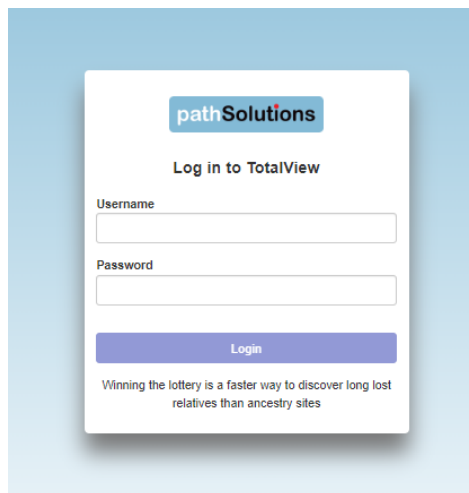 pathSolutions
Log in to TotalView
Username
Password
Login
Winning the lottery is a faster way to discover long lost
relatives than ancestry sites